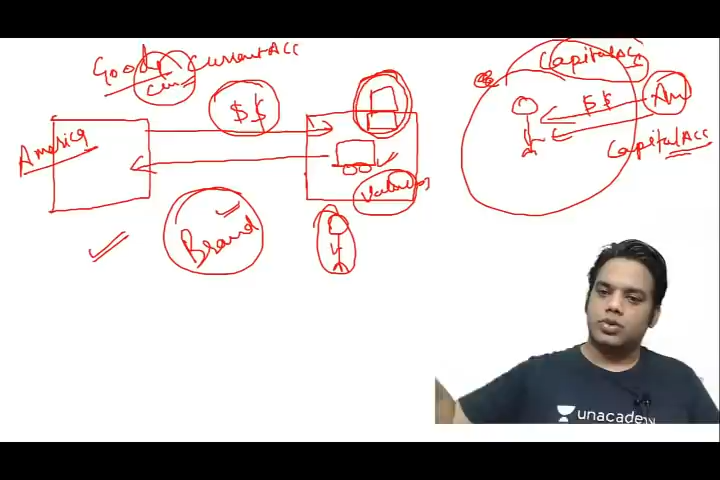 Goods Current Acc
$$
America
Brand
Capital Acc
$$
Am
Capital Acc
unacademy